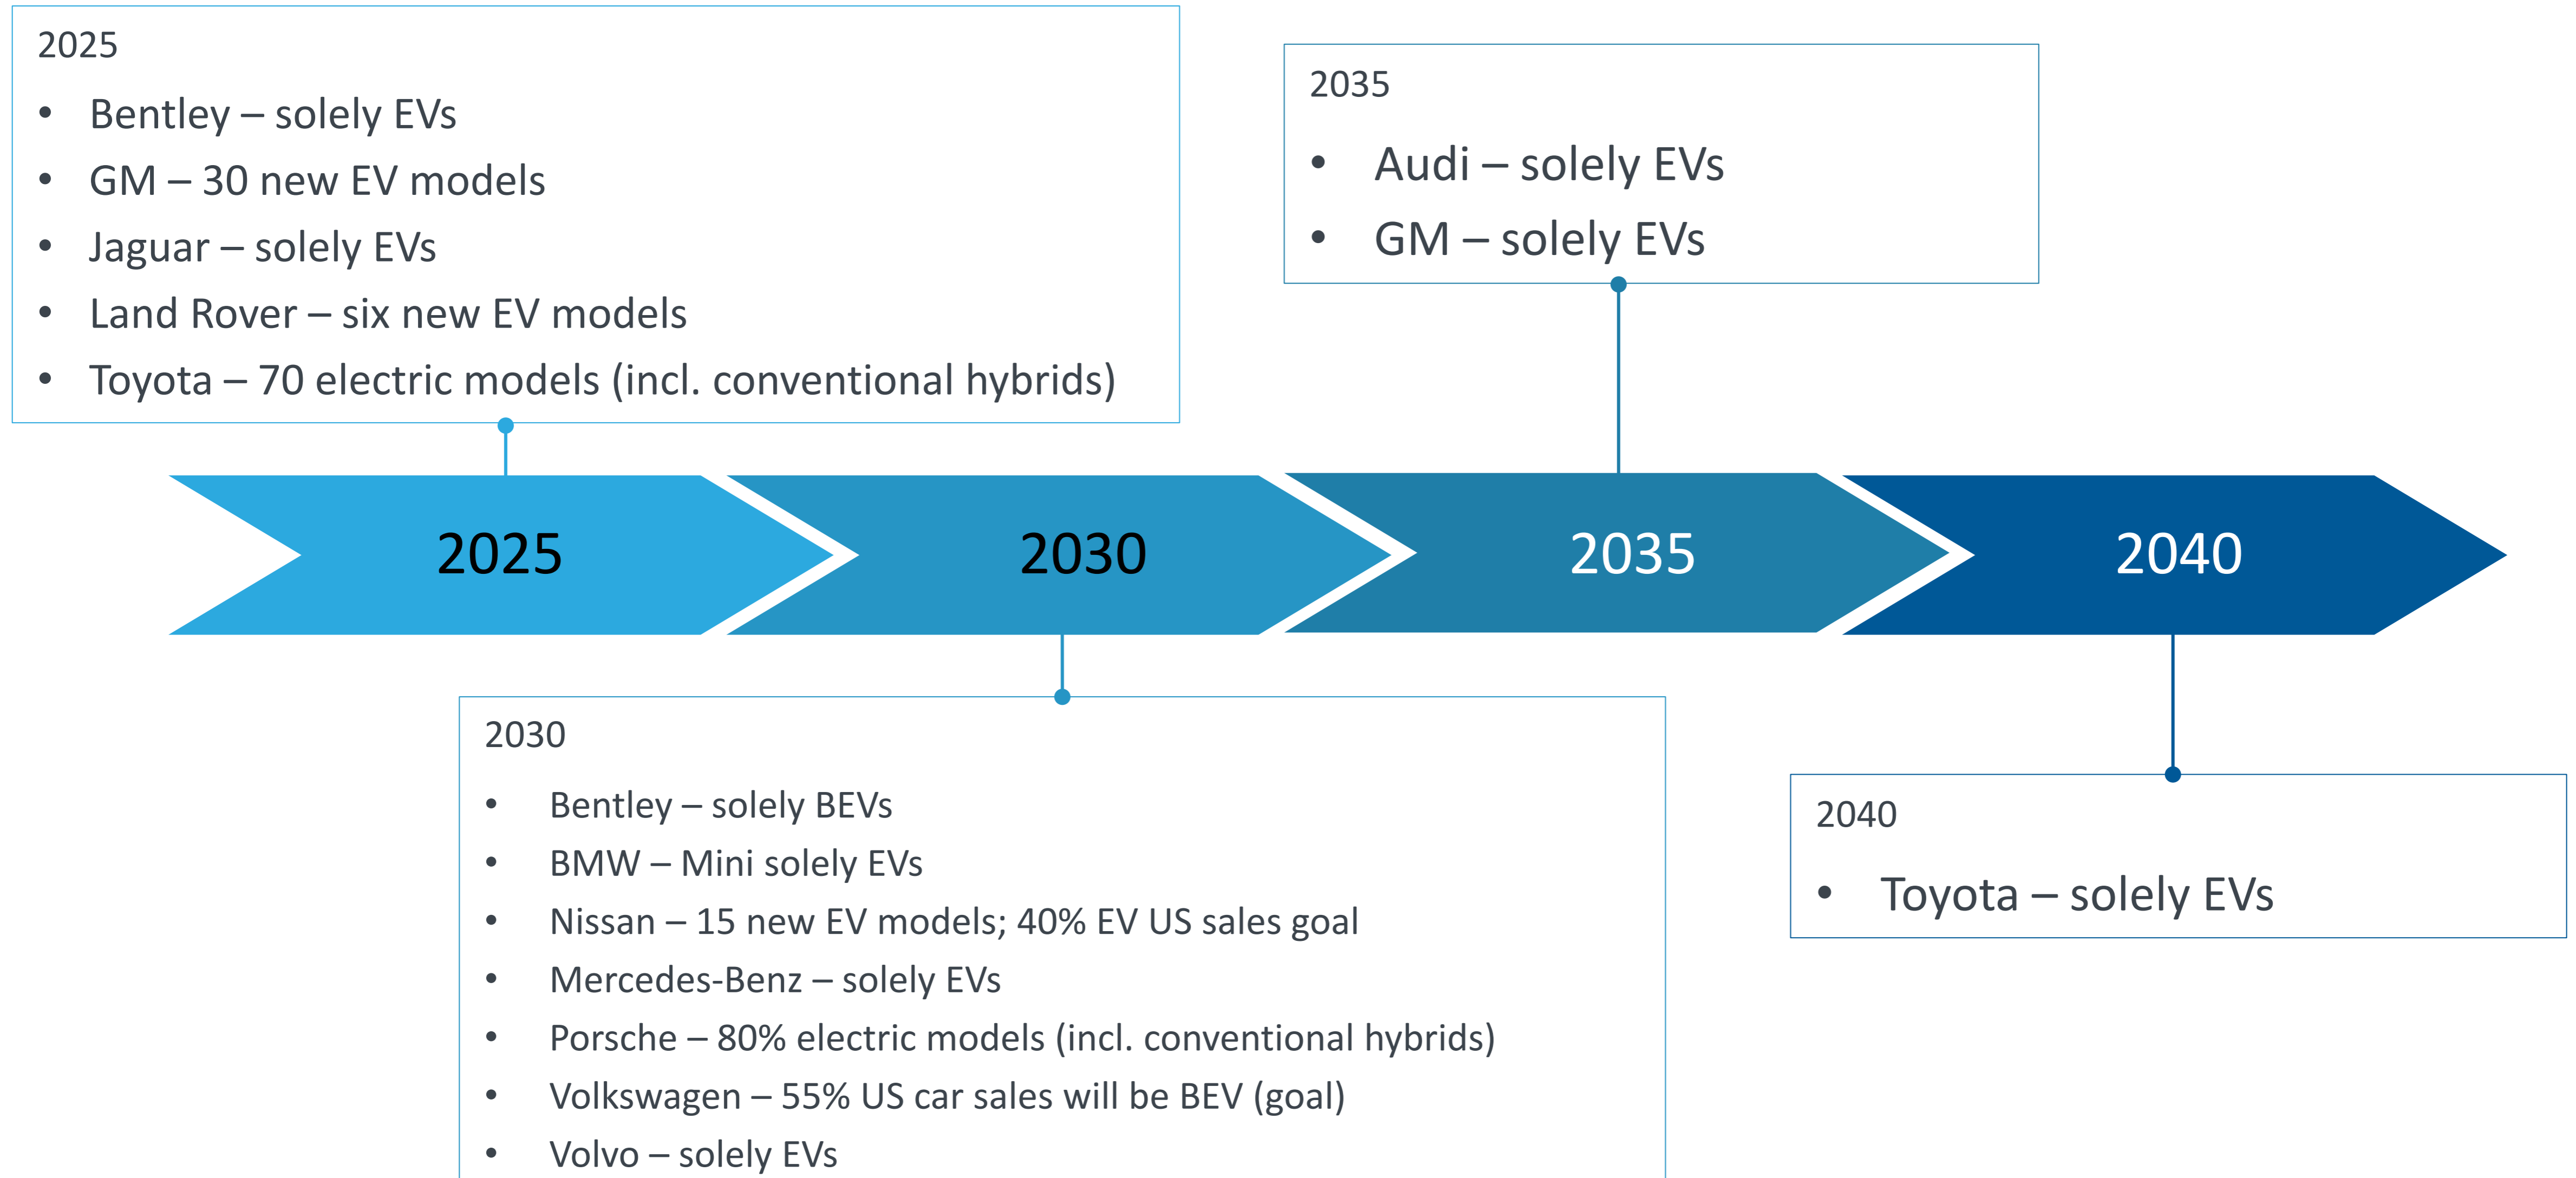 2025
• Bentley – solely EVs
• GM – 30 new EV models
• Jaguar – solely EVs
• Land Rover – six new EV models
• Toyota – 70 electric models (incl. conventional hybrids)
2035
• Audi – solely EVs
• GM – solely EVs
2025
2030
2035
2040
2030
• Bentley – solely BEVs
• BMW – Mini solely EVs
• Nissan – 15 new EV models; 40% EV US sales goal
• Mercedes-Benz – solely EVs
• Porsche – 80% electric models (incl. conventional hybrids)
• Volkswagen – 55% US car sales will be BEV (goal)
• Volvo – solely EVs
2040
• Toyota – solely EVs